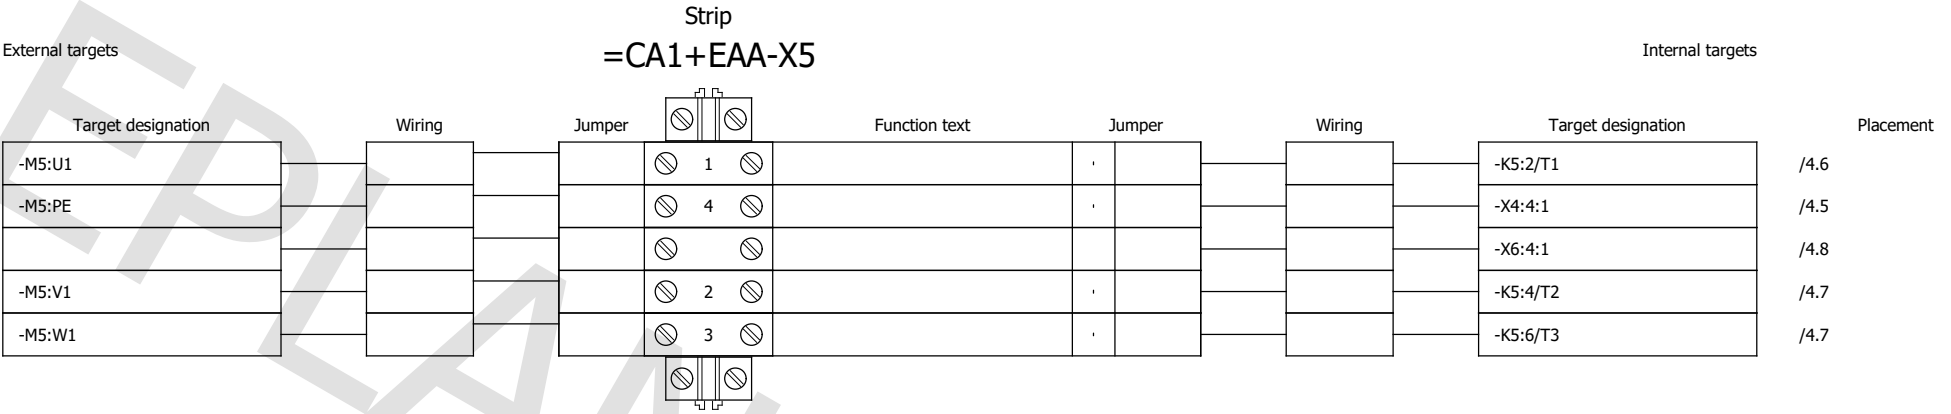 Strip
External targets =CA1+EAA-X5 Internal targets
Target designation Wiring Jumper Function text Jumper Wiring Target designation Placement
-M5:U1 1 -K5:2/T1 /4.6
-M5:PE 4 -X4:4:1 /4.5
-X6:4:1 /4.8
-M5:V1 2 -K5:4/T2 /4.7
-M5:W1 3 -K5:6/T3 /4.7
EPLAN